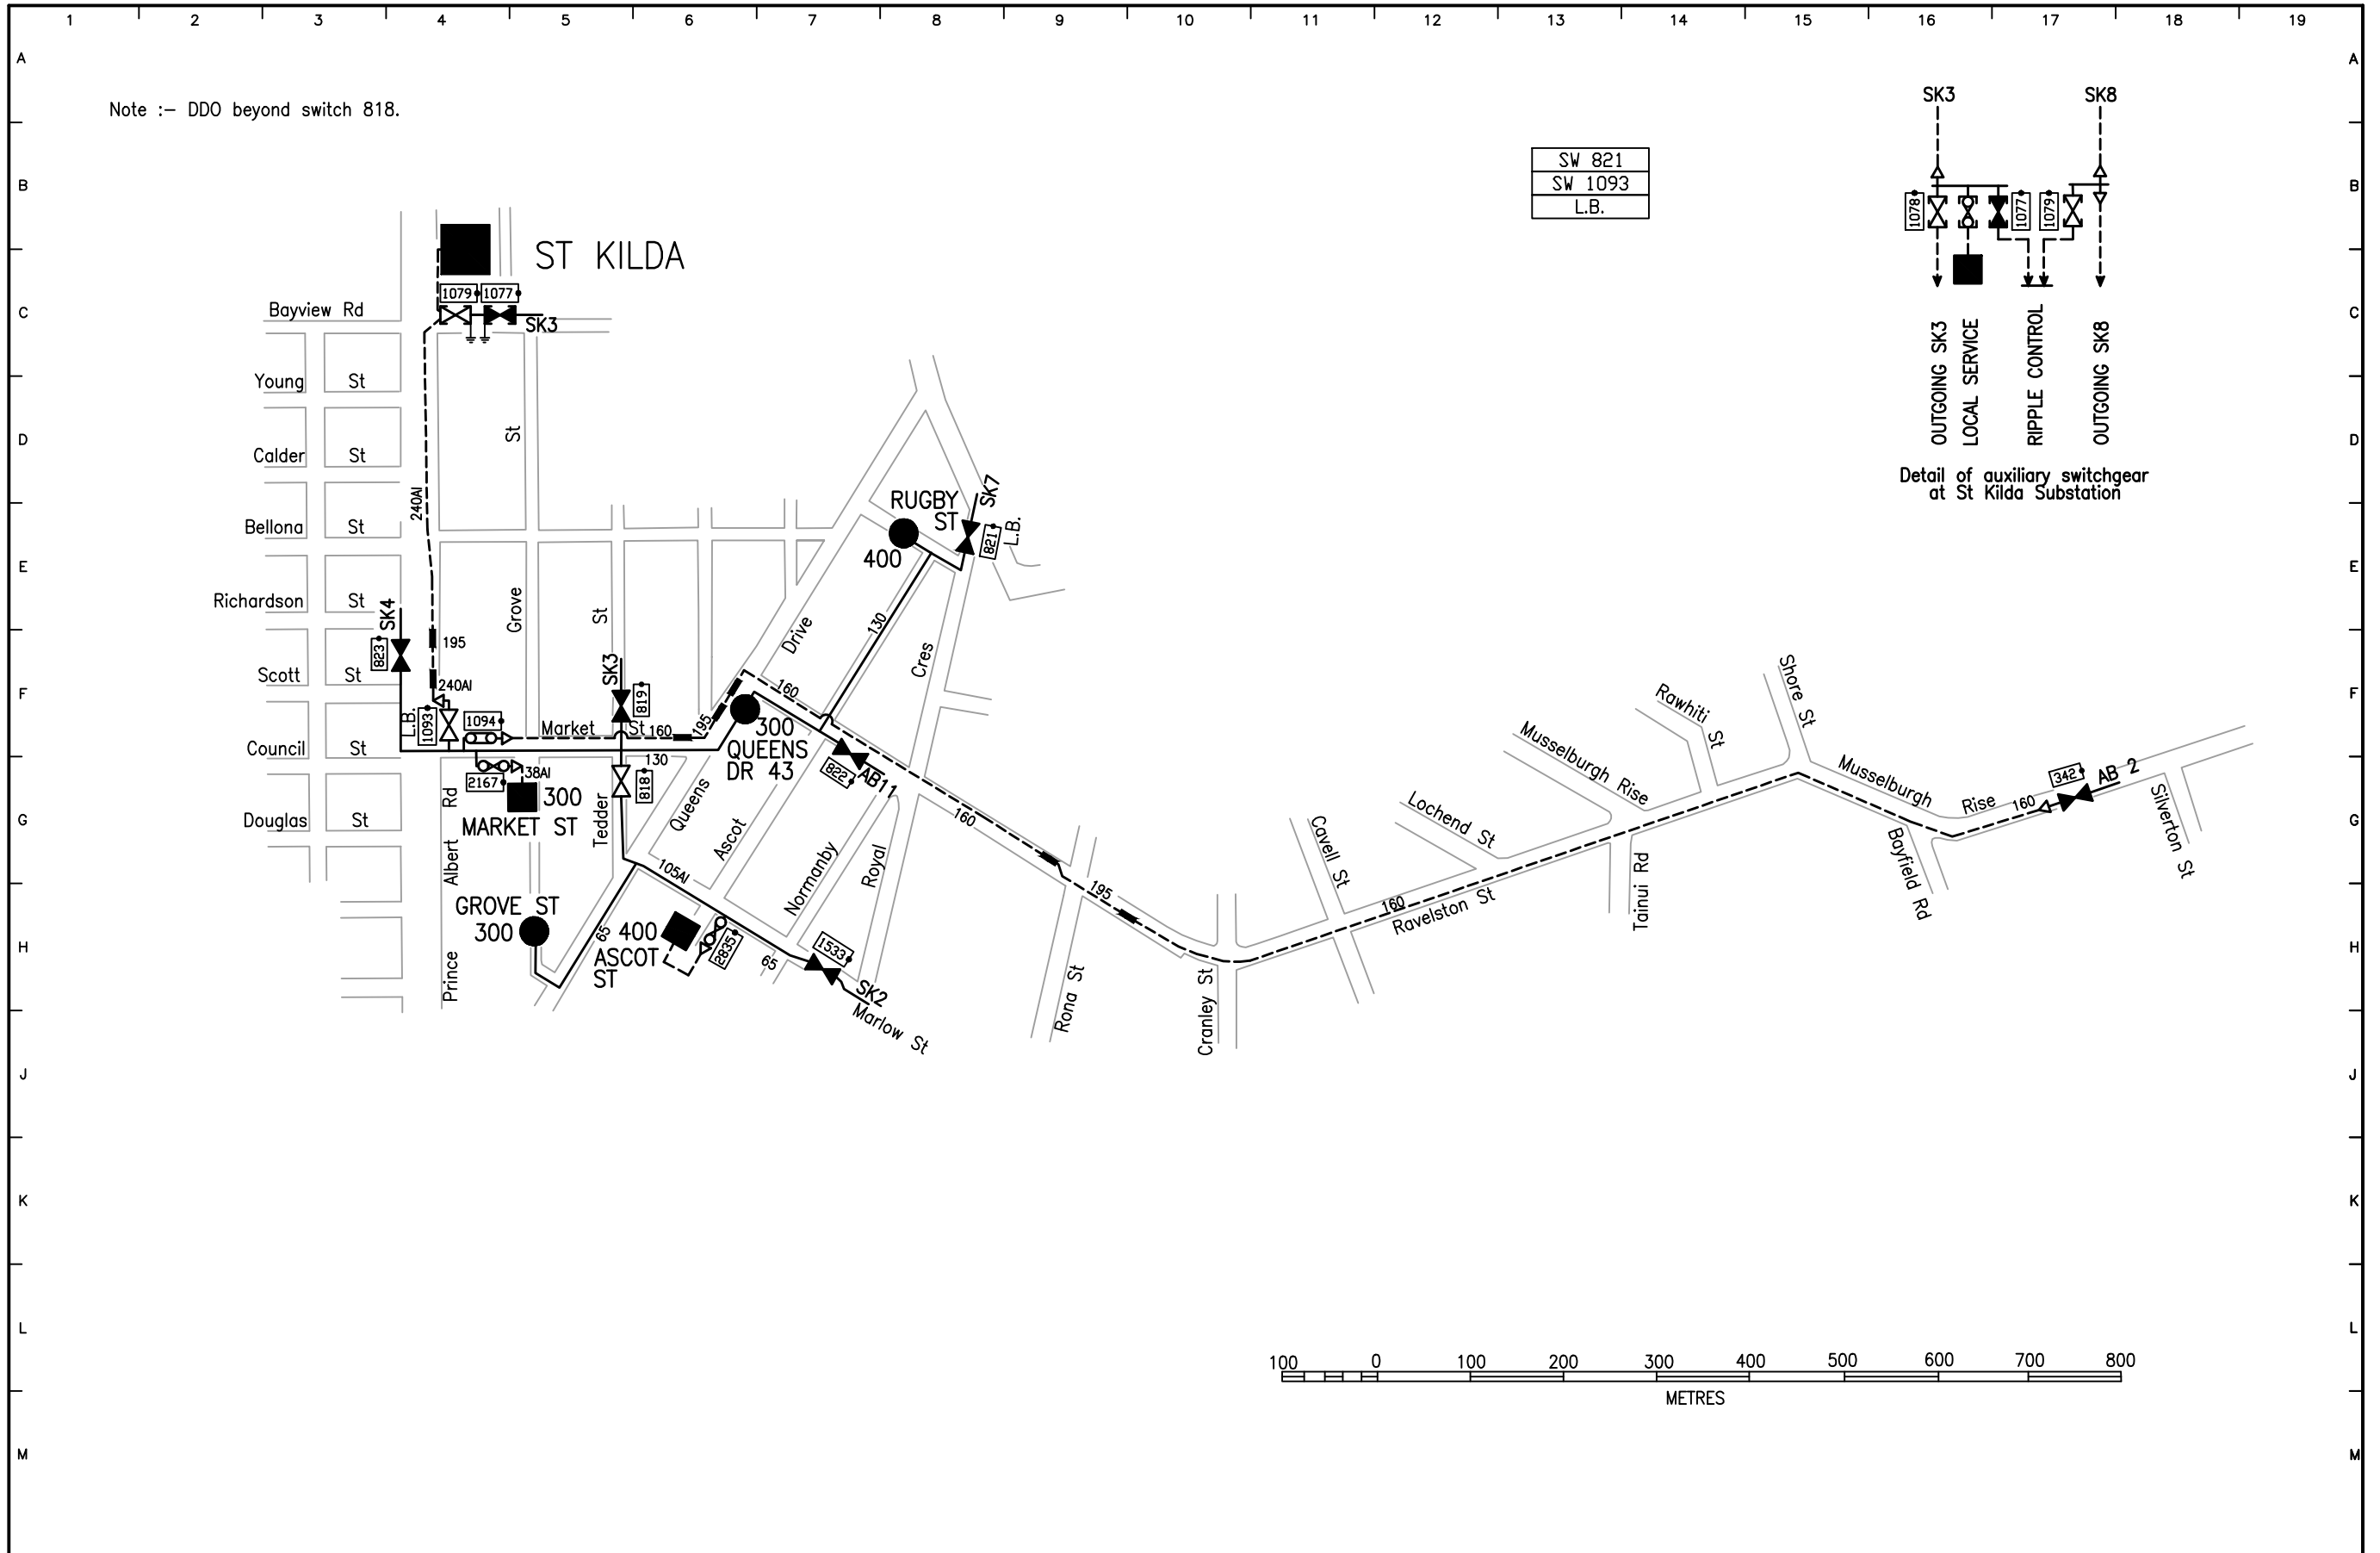 1 2 3 4 5 6 7 8 9 10 11 12 13 14 15 16 17 18 19
A A
Note :- DDO beyond switch 818.
SK3 SK8
B B
SW 821
SW 1093
L.B.
1078 1077 1079
ST KILDA
C C
Bayview Rd
1079 1077
SK3
OUTGOING SK3
LOCAL SERVICE
RIPPLE CONTROL
OUTGOING SK8
Detail of auxiliary switchgear
at St Kilda Substation
Young St
D D
St
Calder St
240Al
Bellona St
RUGBY
ST
400
SK7
821
L.B.
E E
Richardson St
SK4
Grove
St
130
Drive
Cres
195
823
Scott St
F F
240Al
SK3
819
160
Shore St
Rawhiti St
Musselburgh Rise
L.B.
1093
1094
Market St
160
195
300
QUEENS
DR 43
Council St
130
822
AB11
2167
38Al
300
MARKET ST
818
Tedder
Queens
Ascot
Normanby
Royal
160
Lochend St
Cavell St
Musselburgh Rise
160
342
AB 2
Silverton St
Bayfield Rd
G G
Douglas St
Prince Albert Rd
105Al
Tainui Rd
195
160
Ravelston St
GROVE ST
300
65
400
ASCOT
ST
2835
65
1533
SK2
Marlow St
H H
Rona St
Cranley St
J J
K K
L L
100 0 100 200 300 400 500 600 700 800
METRES
M M